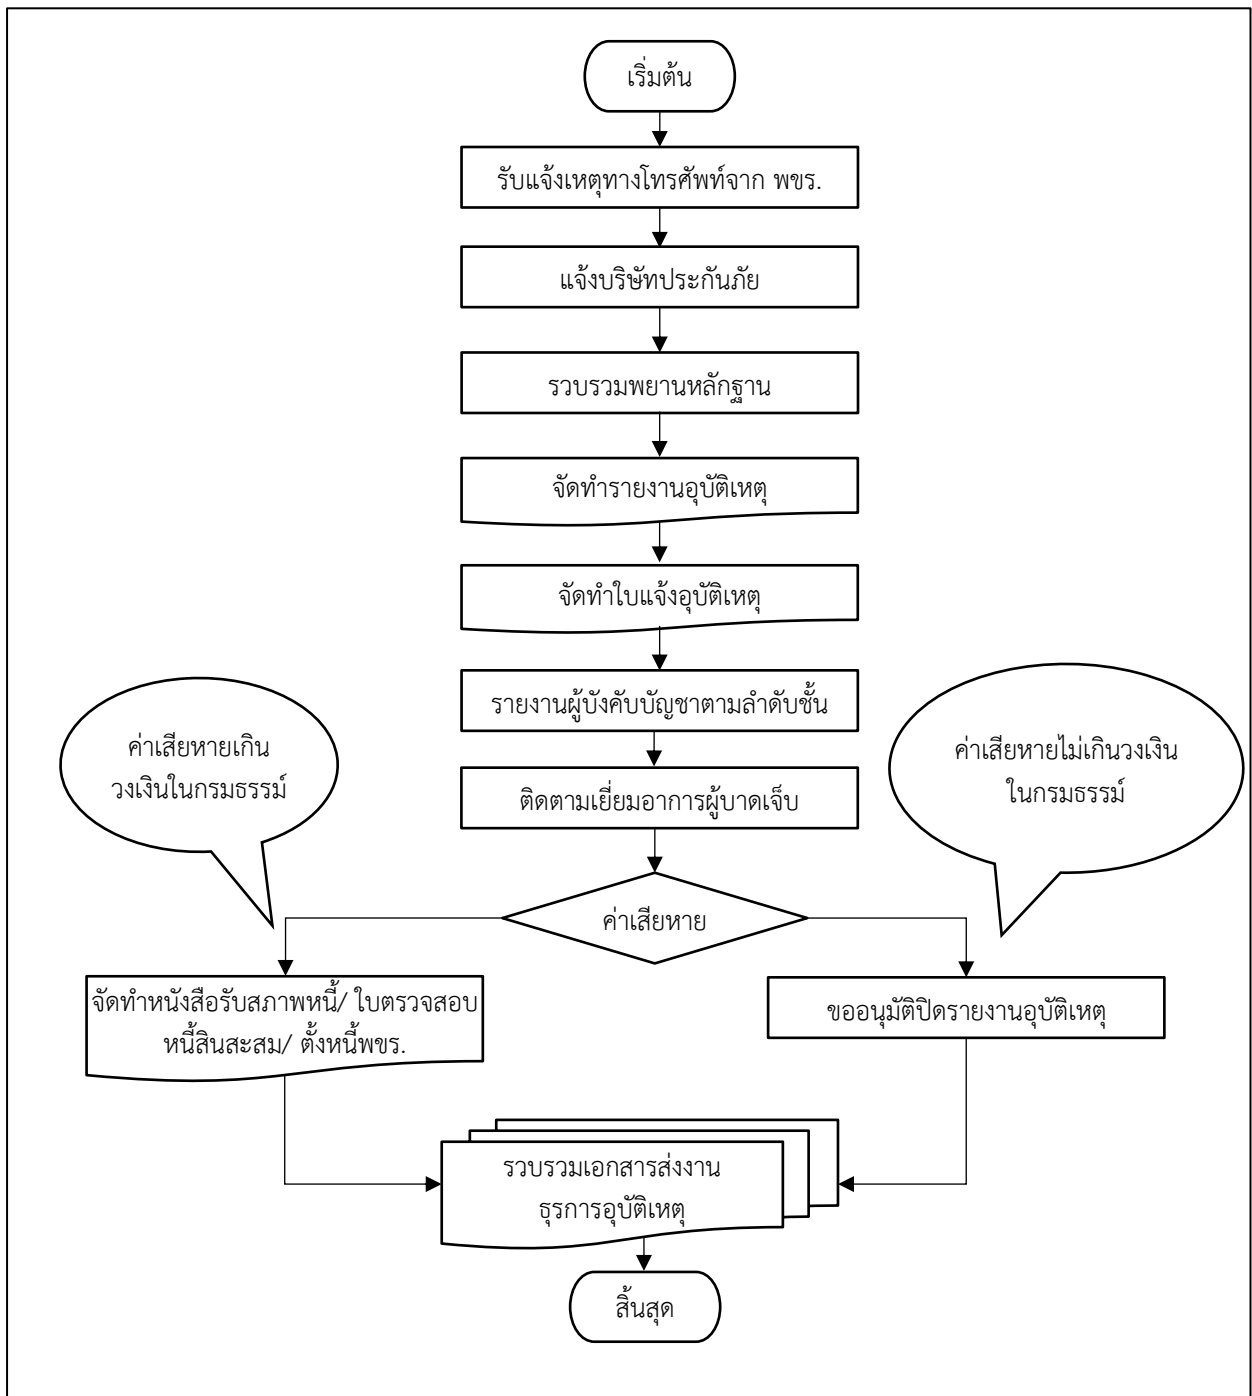 เริ่มต้น
รับแจ้งเหตุทางโทรศัพท์จาก พขร.
แจ้งบริษัทประกันภัย
รวบรวมพยานหลักฐาน
จัดทำรายงานอุบัติเหตุ
จัดทำใบแจ้งอุบัติเหตุ
รายงานผู้บังคับบัญชาตามลำดับชั้น
ติดตามเยี่ยมอาการผู้บาดเจ็บ
ค่าเสียหายเกิน
วงเงินในกรมธรรม์
ค่าเสียหายไม่เกินวงเงิน
ในกรมธรรม์
ค่าเสียหาย
จัดทำหนังสือรับสภาพหนี้/ ใบตรวจสอบ
หนี้สินสะสม/ ตั้งหนี้พขร.
ขออนุมัติปิดรายงานอุบัติเหตุ
รวบรวมเอกสารส่งงาน
ธุรการอุบัติเหตุ
สิ้นสุด